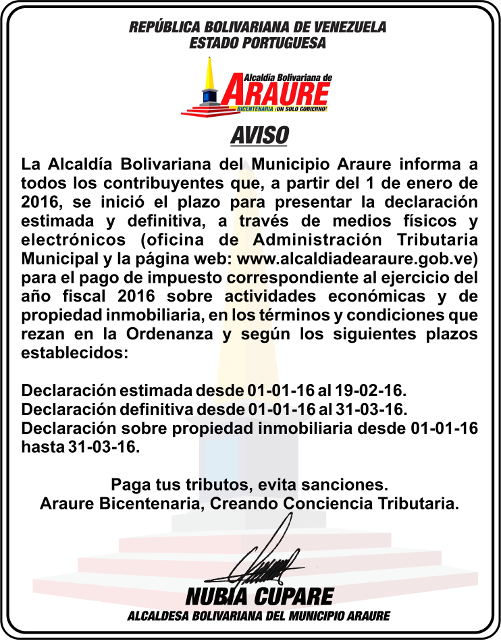 REPÚBLICA BOLIVARIANA DE VENEZUELA
ESTADO PORTUGUESA
Alcaldía Bolivariana de
ARAURE
BICENTENARIA ¡UN SOLO GOBIERNO!
AVISO
La Alcaldía Bolivariana del Municipio Araure informa a
todos los contribuyentes que, a partir del 1 de enero de
2016, se inició el plazo para presentar la declaración
estimada y definitiva, a través de medios físicos y
electrónicos (oficina de Administración Tributaria
Municipal y la página web: www.alcaldiadearaure.gob.ve)
para el pago de impuesto correspondiente al ejercicio del
año fiscal 2016 sobre actividades económicas y de
propiedad inmobiliaria, en los términos y condiciones que
rezan en la Ordenanza y según los siguientes plazos
establecidos:
Declaración estimada desde 01-01-16 al 19-02-16.
Declaración definitiva desde 01-01-16 al 31-03-16.
Declaración sobre propiedad inmobiliaria desde 01-01-16
hasta 31-03-16.
Paga tus tributos, evita sanciones.
Araure Bicentenaria, Creando Conciencia Tributaria.
NUBIA CUPARE
ALCALDESA BOLIVARIANA DEL MUNICIPIO ARAURE